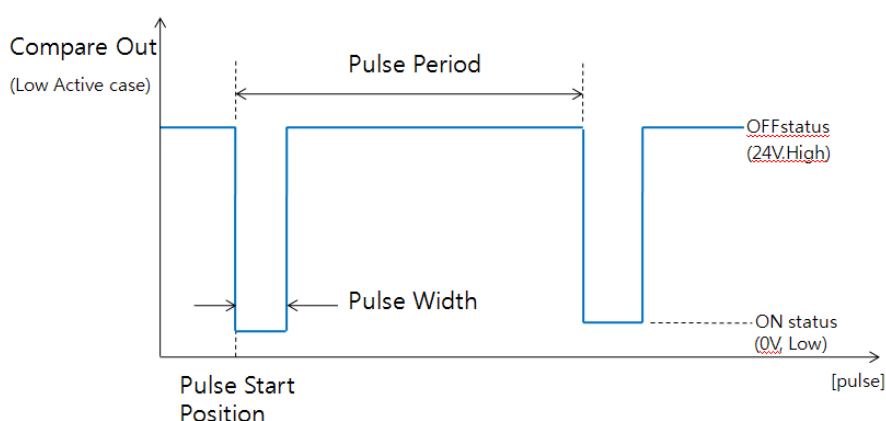 Compare Out
(Low Active case)
Pulse Period
OFFstatus
(24V.High)
Pulse Width
ON status
(0V, Low)
Pulse Start
Position
[pulse]